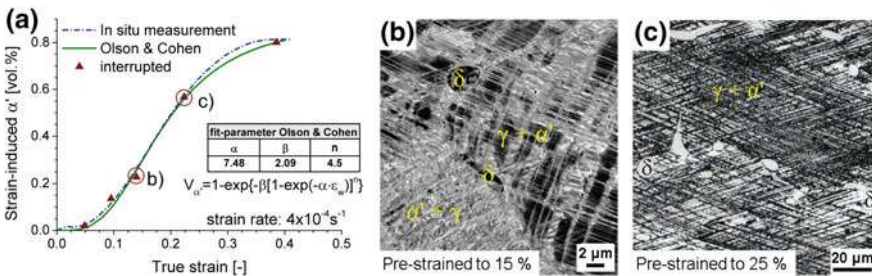 (a)
In situ measurement
Olson & Cohen
interrupted
Strain-induced α' [vol. %]
0.8
0.6
0.4
0.2
0.0
c)
b)
fit-parameter Olson & Cohen
α β n
7.48 2.09 4.5
V_α'=1-exp{-β[1-exp(-α·ε_w)]^n}
strain rate: 4x10^-4s^-1
0.0 0.1 0.2 0.3 0.4 0.5
True strain [-]
(b)
δ
γ + α'
δ
α' + γ
Pre-strained to 15 %
2 µm
(c)
γ + α'
δ
δ
Pre-strained to 25 %
20 µm